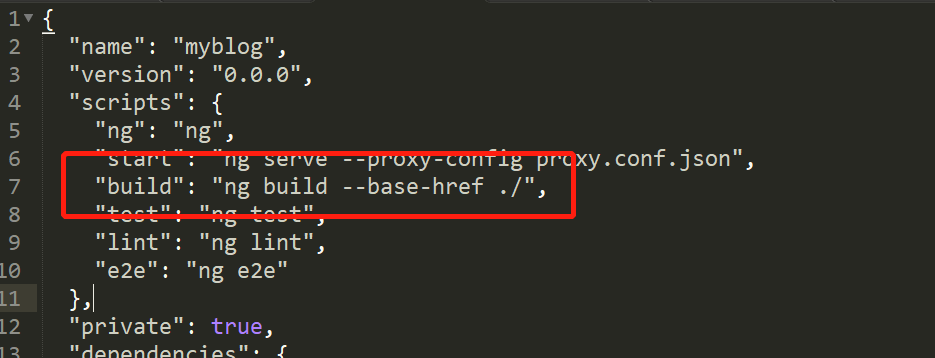 1 {
2 "name": "myblog",
3 "version": "0.0.0",
4 "scripts": {
5 "ng": "ng",
6 "start": "ng serve --proxy-config proxy.conf.json",
7 "build": "ng build --base-href ./",
8 "test": "ng test",
9 "lint": "ng lint",
10 "e2e": "ng e2e"
11 },
12 "private": true,
13 "dependencies": {